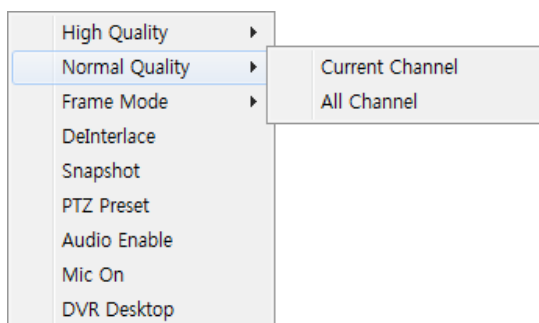 High Quality
Normal Quality
Current Channel
Frame Mode
All Channel
DeInterlace
Snapshot
PTZ Preset
Audio Enable
Mic On
DVR Desktop